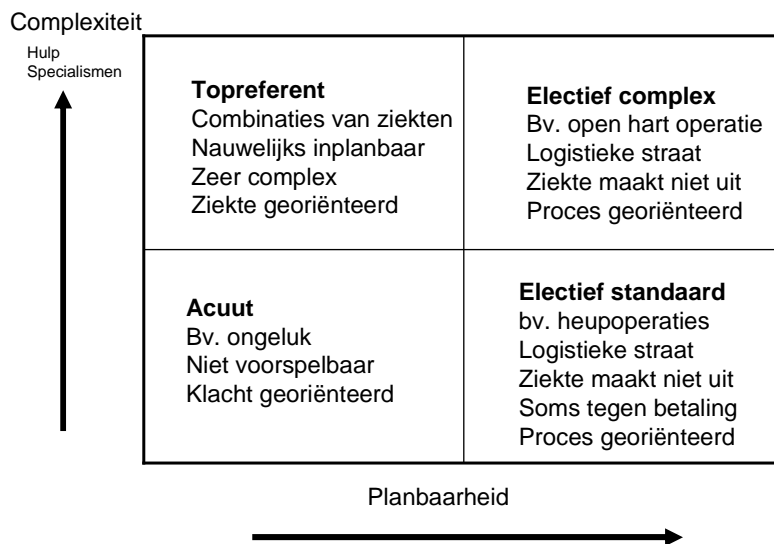 Complexiteit
Hulp
Specialismen
Topreferent
Combinaties van ziekten
Nauwelijks inplanbaar
Zeer complex
Ziekte georiënteerd
Electief complex
Bv. open hart operatie
Logistieke straat
Ziekte maakt niet uit
Proces georiënteerd
Acuut
Bv. ongeluk
Niet voorspelbaar
Klacht georiënteerd
Electief standaard
bv. heupoperaties
Logistieke straat
Ziekte maakt niet uit
Soms tegen betaling
Proces georiënteerd
Planbaarheid